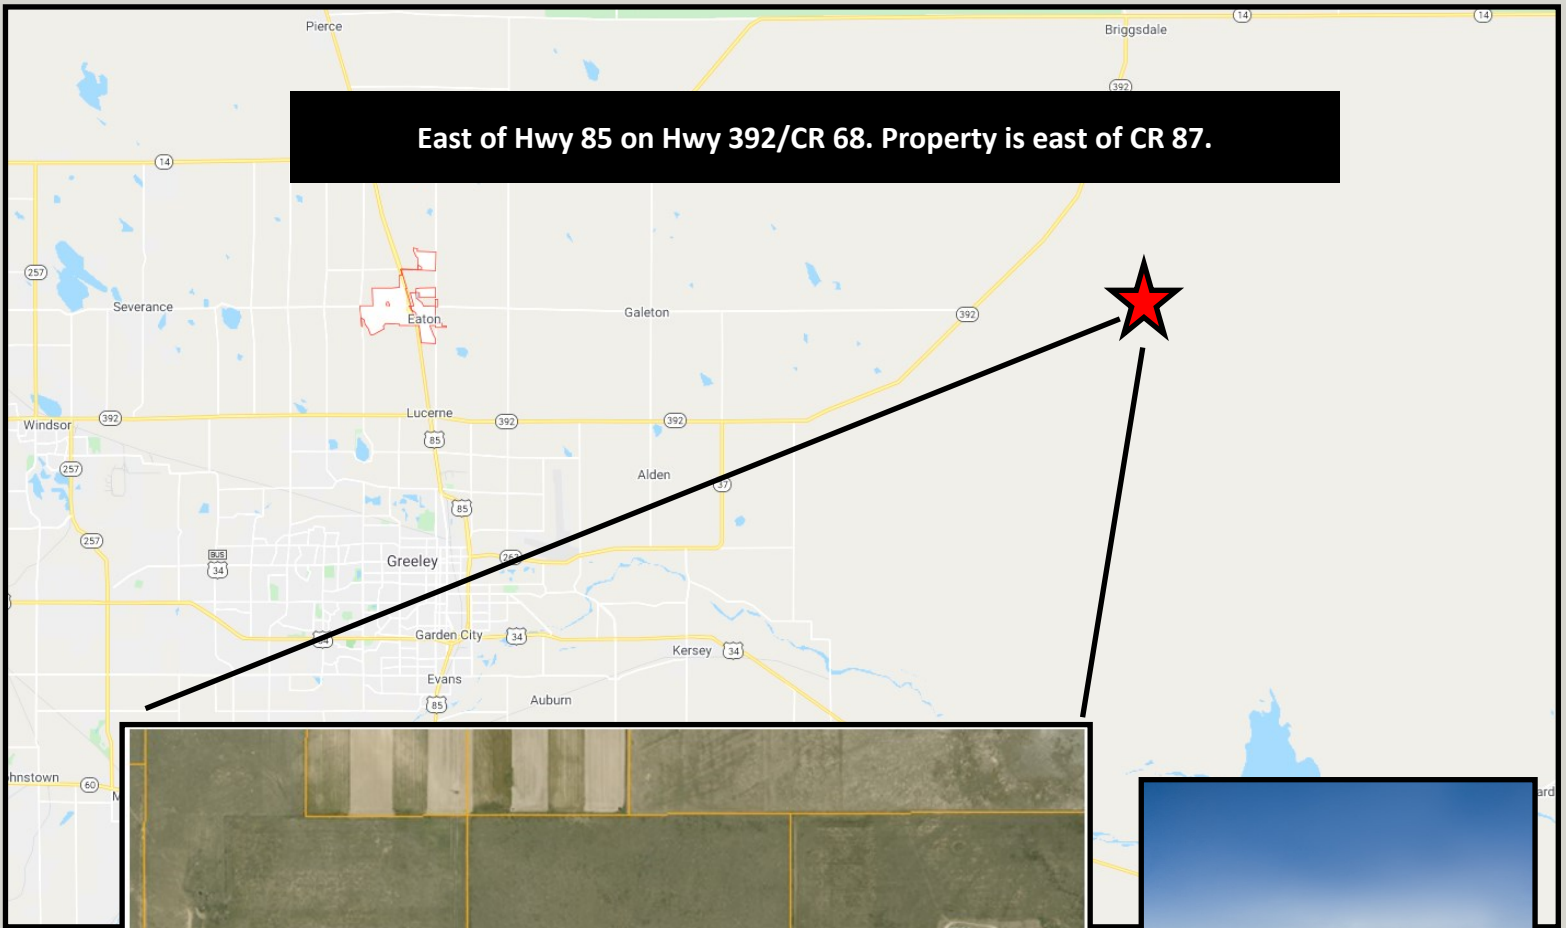 Pierce
14
14
Briggsdale
392
East of Hwy 85 on Hwy 392/CR 68. Property is east of CR 87.
14
257
Severance
Eaton
Galeton
392
Lucerne
392
392
392
Windsor
85
257
Alden
37
85
257
BUS
34
Greeley
263
Garden City
34
34
Kersey
34
Evans
Auburn
85
hnstown
60
M
ard